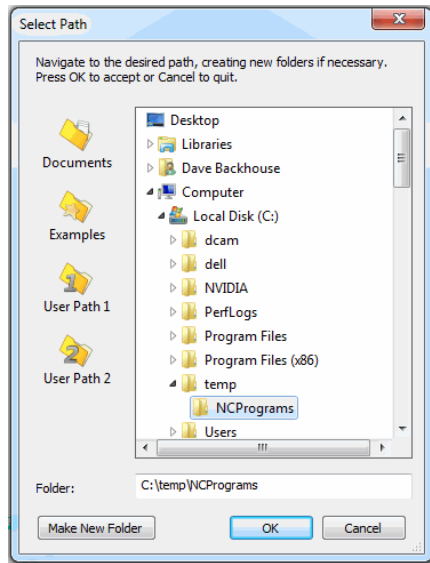 Select Path
Navigate to the desired path, creating new folders if necessary.
Press OK to accept or Cancel to quit.
Documents
Examples
User Path 1
User Path 2
Desktop
Libraries
Dave Backhouse
Computer
Local Disk (C:)
dcam
dell
NVIDIA
PerfLogs
Program Files
Program Files (x86)
temp
NCPrograms
Users
Folder:
C:\temp\NCPrograms
Make New Folder
OK
Cancel